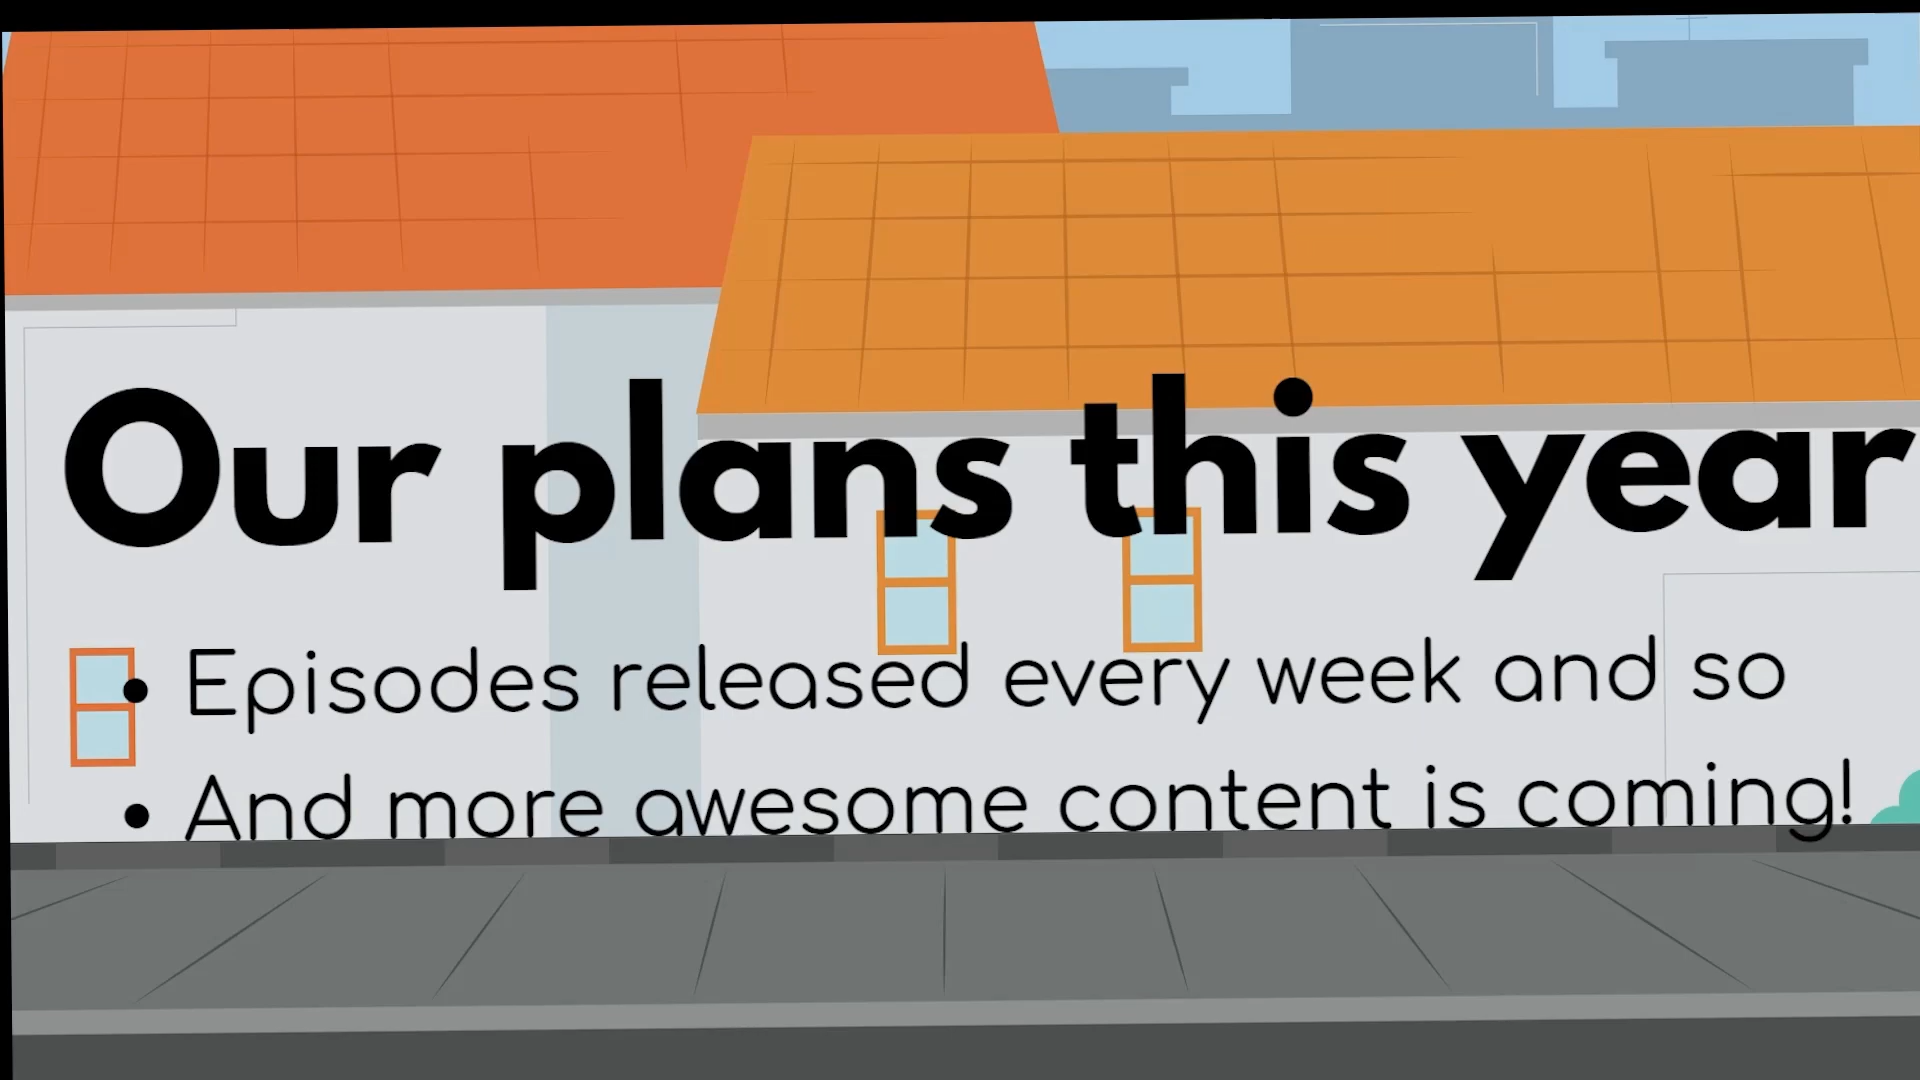 Our plans this year
• Episodes released every week and so
• And more awesome content is coming!